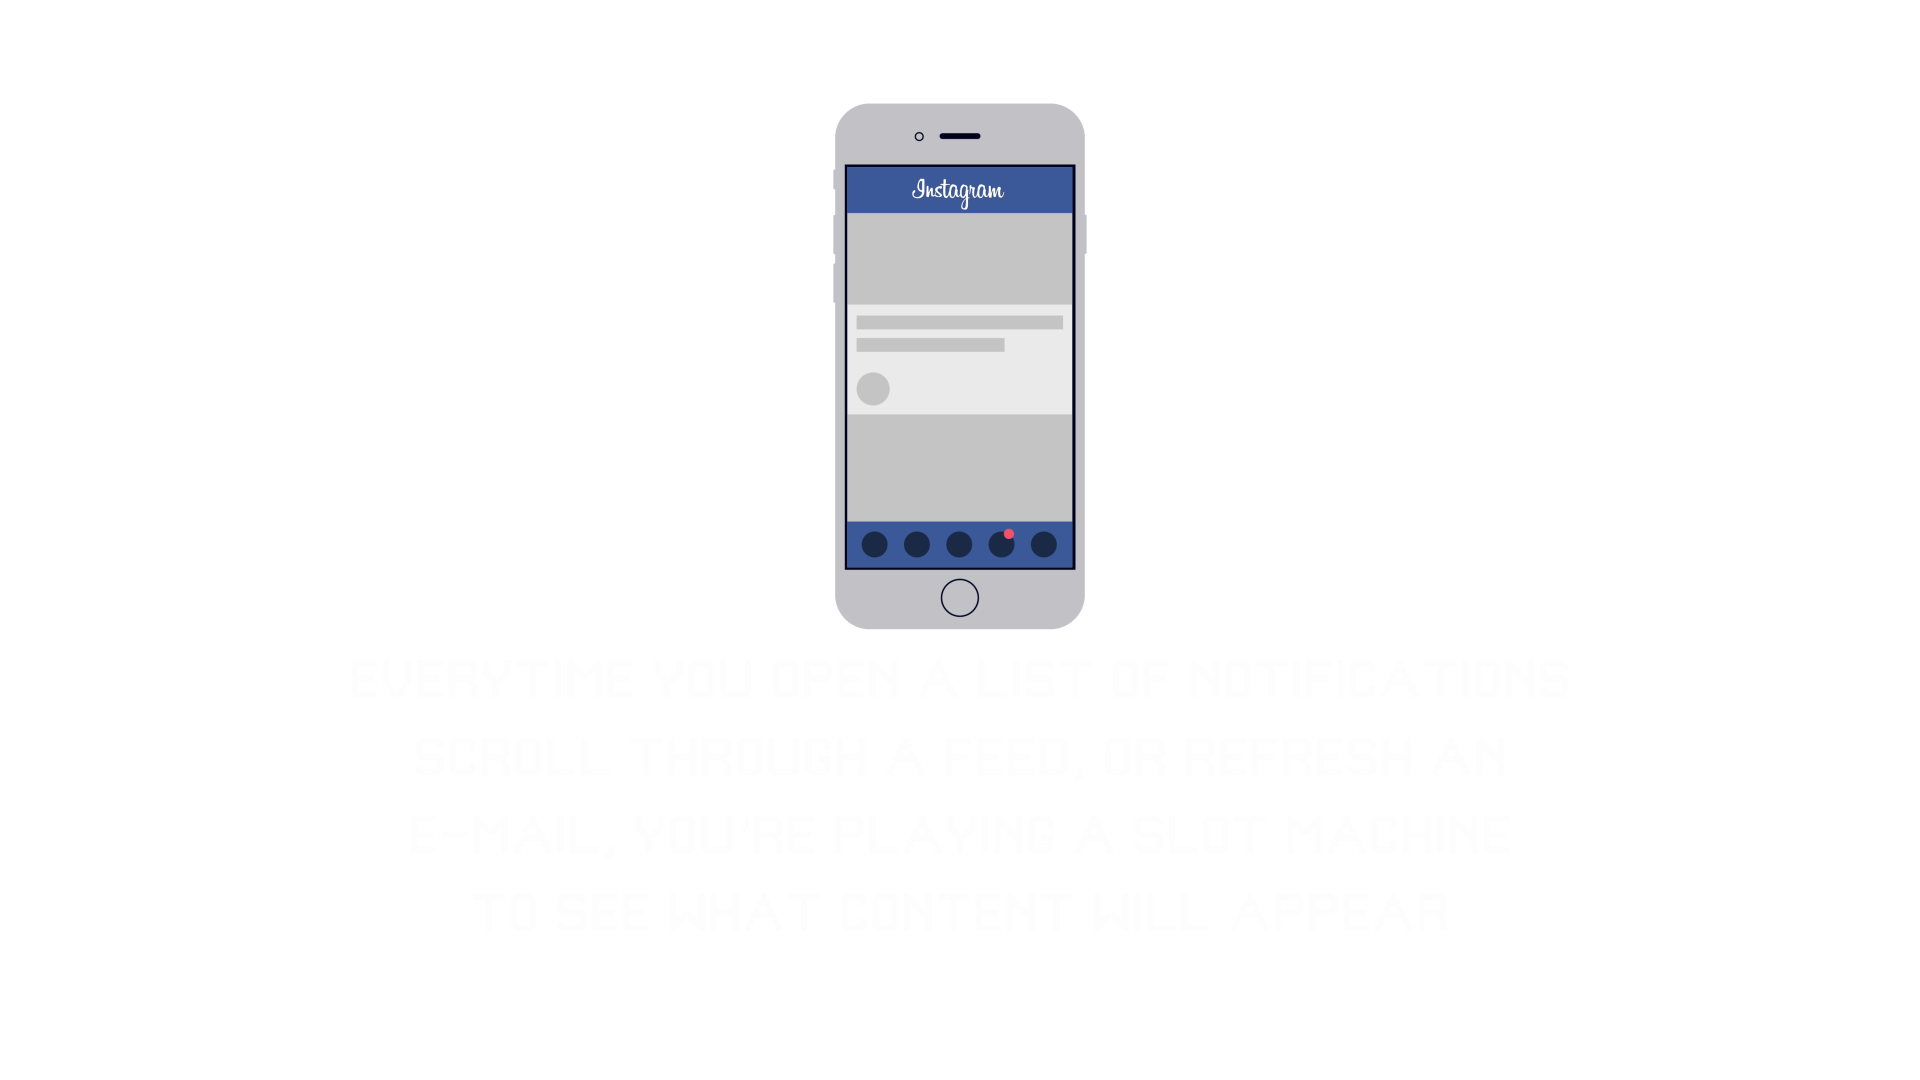 Instagram
EVERYTIME YOU OPEN A LIST OF NOTIFICATIONS
SCROLL THROUGH A FEED, OR REFRESH AN
E-MAIL, YOU'RE PLAYING A SLOT MACHINE
TO SEE WHAT CONTENT WILL APPEAR